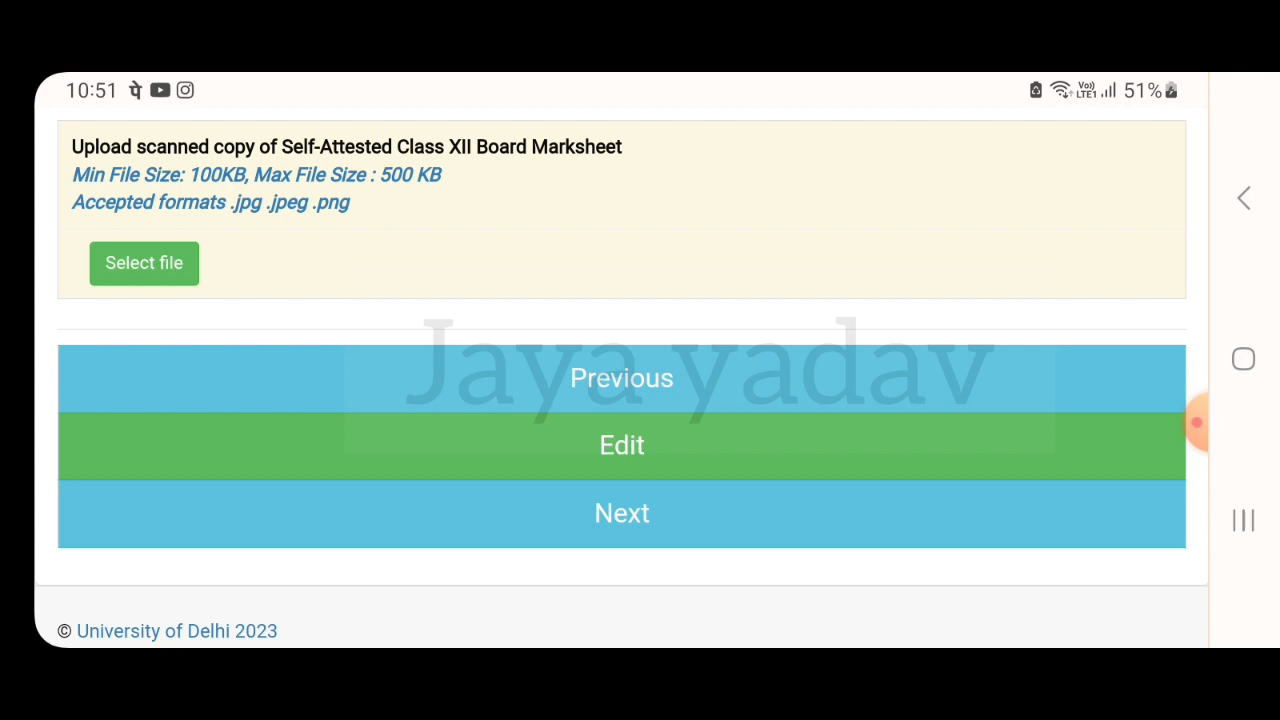 10:51 Vo)) LTE1 51%
Upload scanned copy of Self-Attested Class XII Board Marksheet
Min File Size: 100KB, Max File Size : 500 KB
Accepted formats .jpg .jpeg .png
Select file
Jaya yadav
Previous
Edit
Next
© University of Delhi 2023